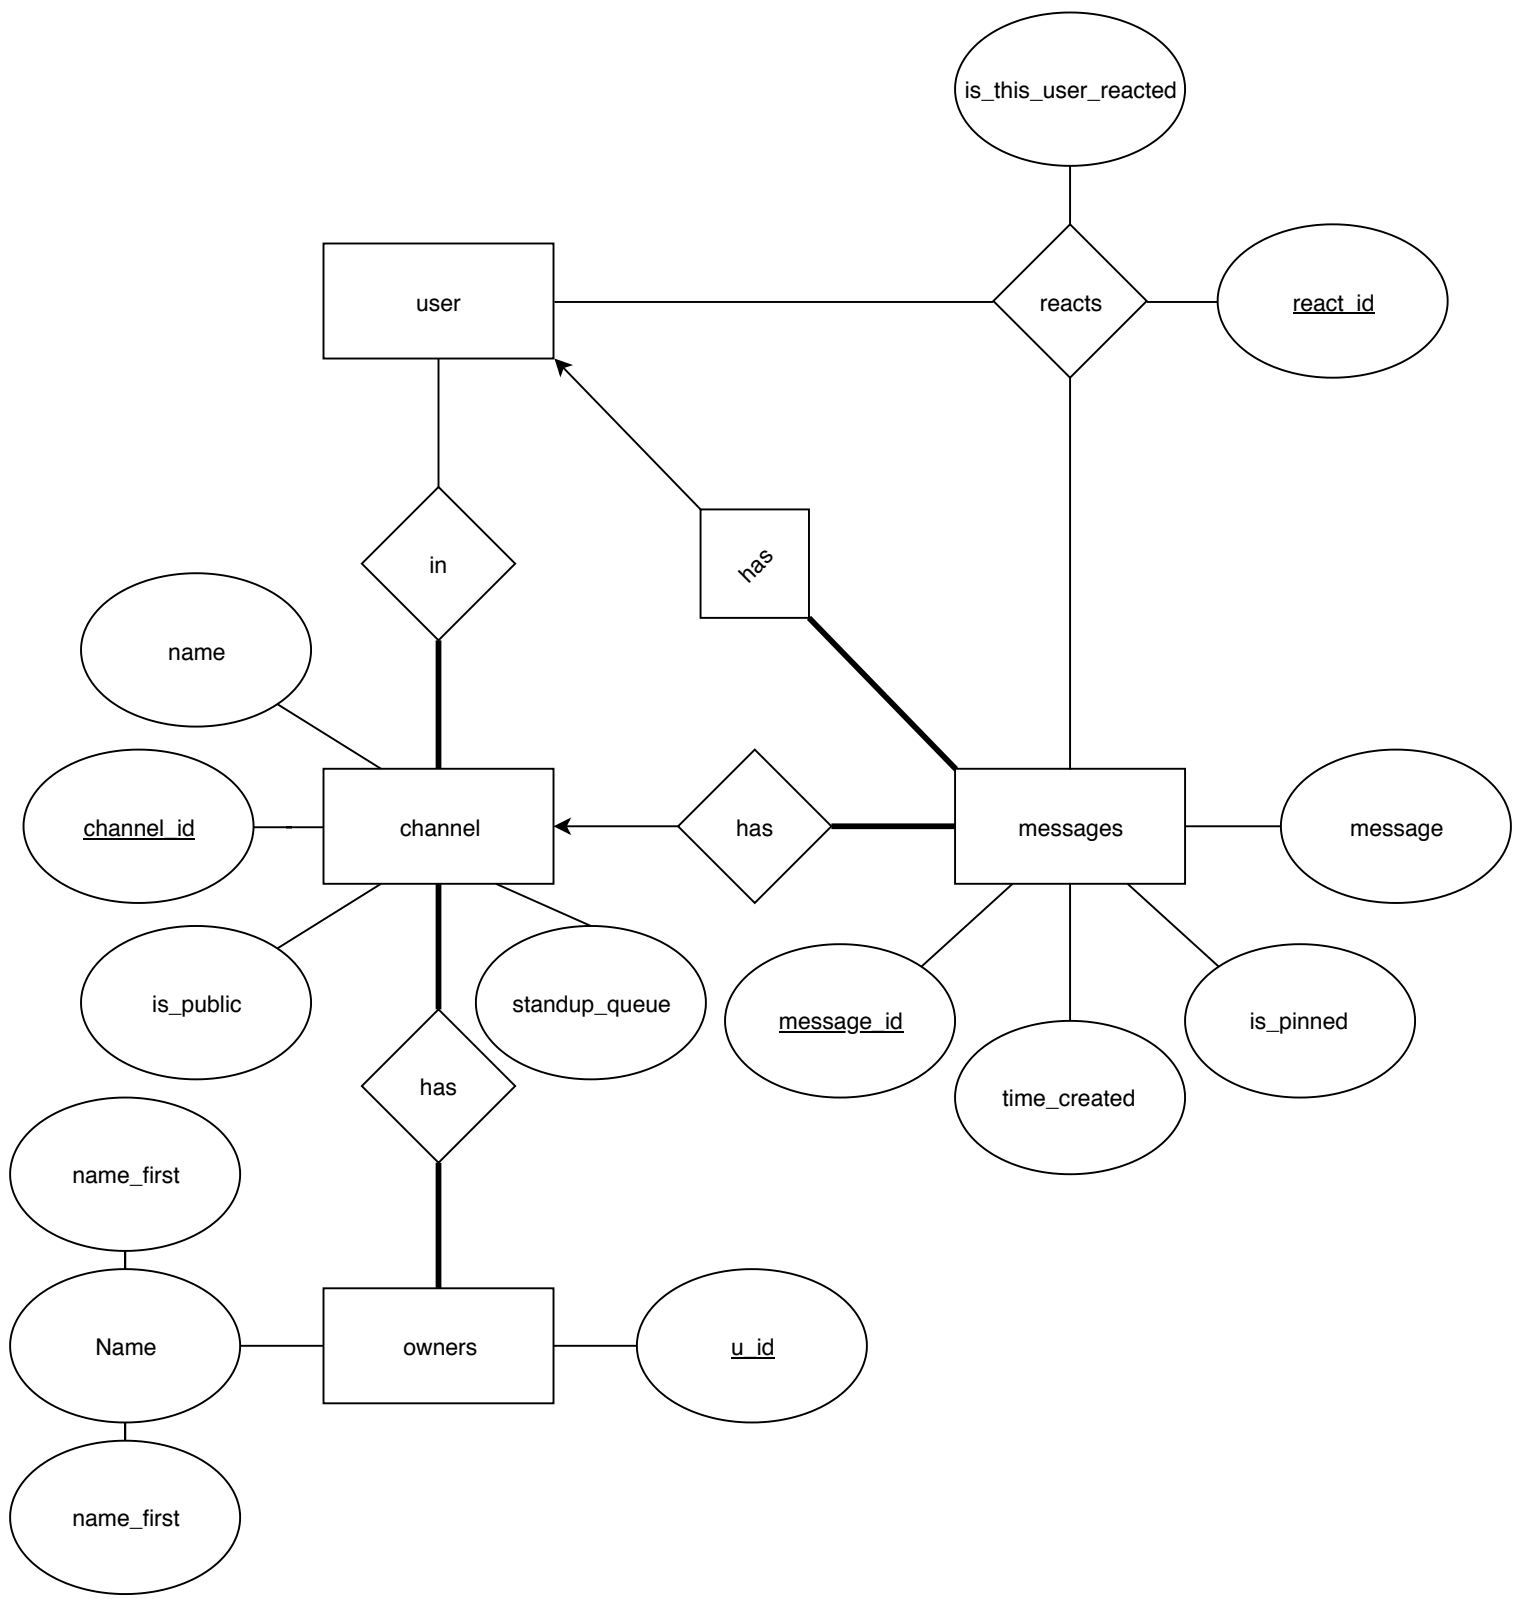 is_this_user_reacted
user
reacts
react_id
in
has
name
channel_id
channel
has
messages
message
is_public
standup_queue
message_id
is_pinned
has
time_created
name_first
Name
owners
u_id
name_first